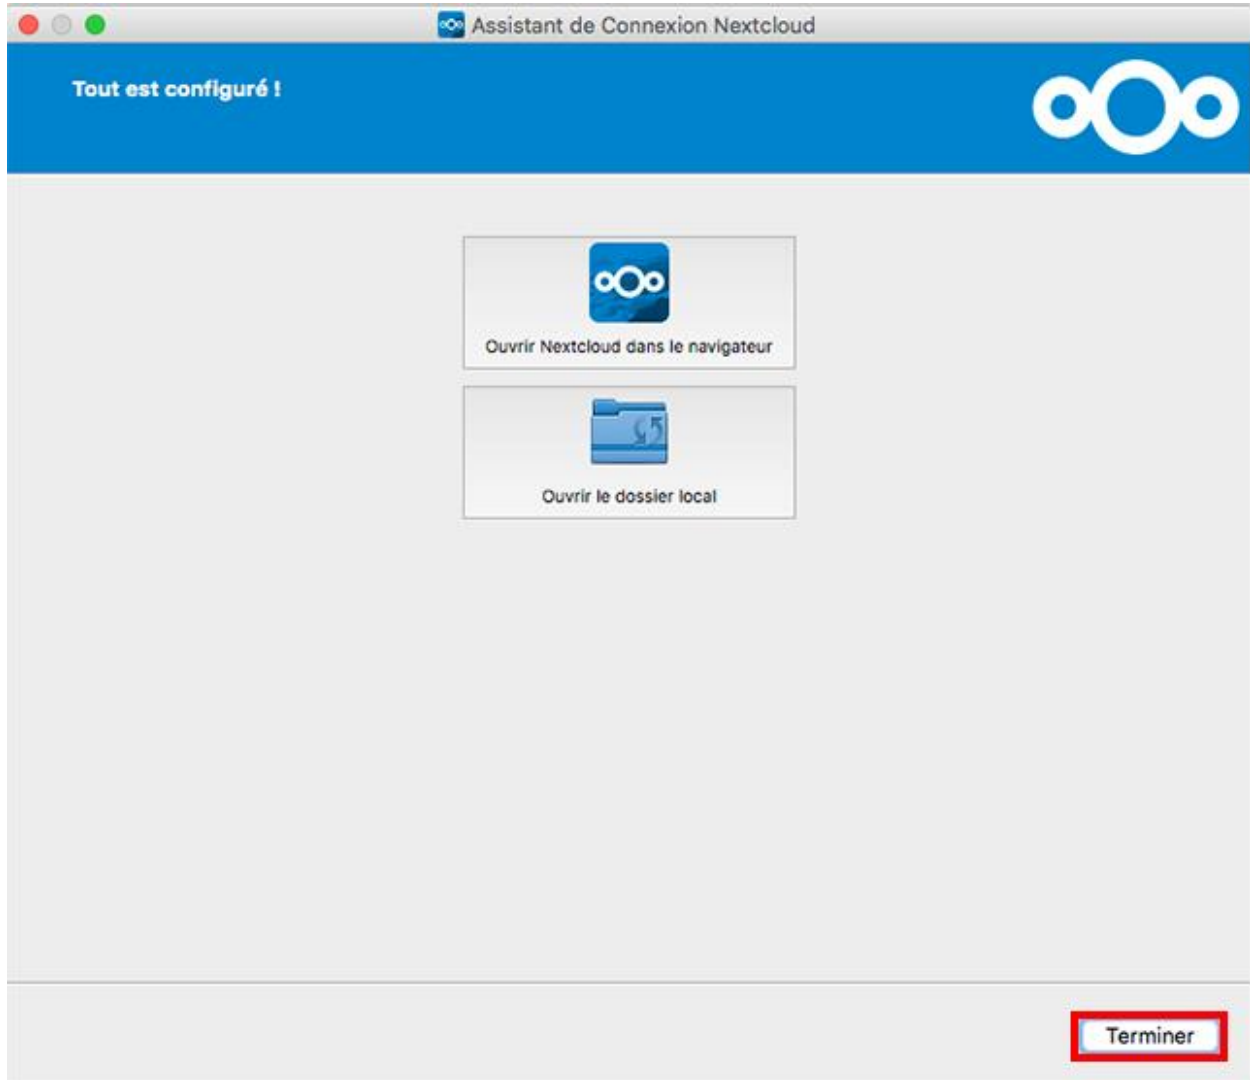 Assistant de Connexion Nextcloud
Tout est configuré !
Ouvrir Nextcloud dans le navigateur
Ouvrir le dossier local
Terminer